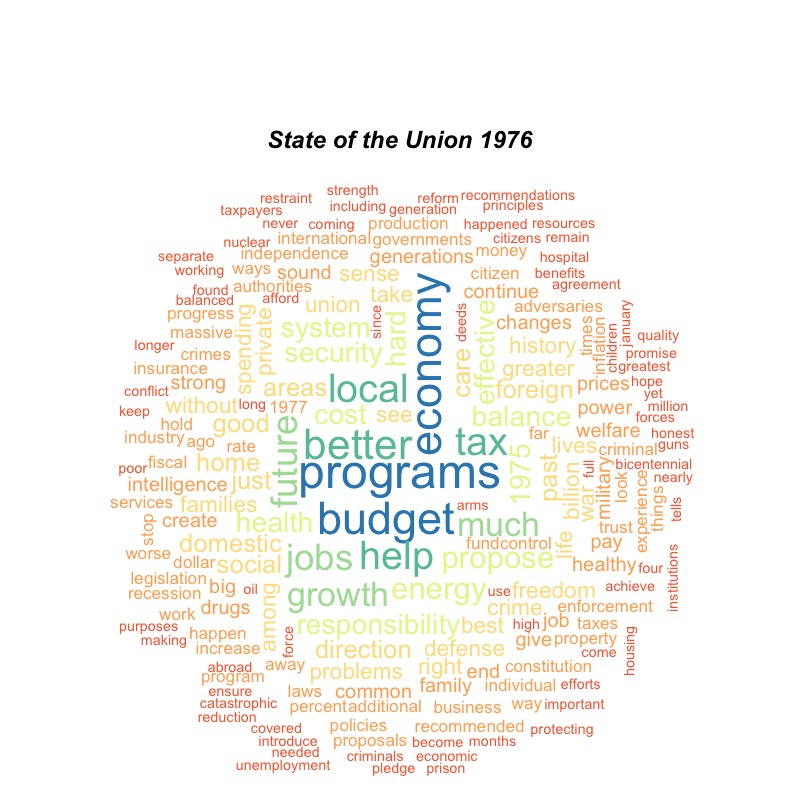 State of the Union 1976
strength
restraint
reform recommendations
taxpayers
including generation
principles
never coming production happened resources
nuclear international governments citizens remain
separate
independence
generations money
hospital
working ways sound sense
citizen benefits
found authorities
take
continue agreement
balanced afford union
since
economy
deeds
effective
adversaries
progress
spending
private
system
hard
changes
times
inflation
children
january
massive
security
care
history
quality
longer crimes
greater
promise
insurance
greatest
conflict strong
areas local
foreign prices hope
yet
keep without long 1977 cost see
balance power million
forces
hold good
future
better tax far
welfare honest
industry ago rate
1975
past
lives criminal guns
poor fiscal home
programs
billion
war
full
military
look
bicentennial
intelligence just
nearly
services families
budget arms
experience
things
tells
stop
create health
much
trust
worse
domestic
fund control
life
pay
dollar social jobs help propose
healthy four
institutions
legislation
recession big oil
among
growth energy use freedom achieve
work drugs
crime enforcement
purposes
making happen
force
responsibility best high job taxes
increase
give property
housing
direction defense
come
abroad away
problems right end constitution
program
ensure laws common family individual efforts
catastrophic percent additional business way important
reduction
covered policies recommended protecting
introduce proposals become months
needed
unemployment
criminals economic
pledge prison